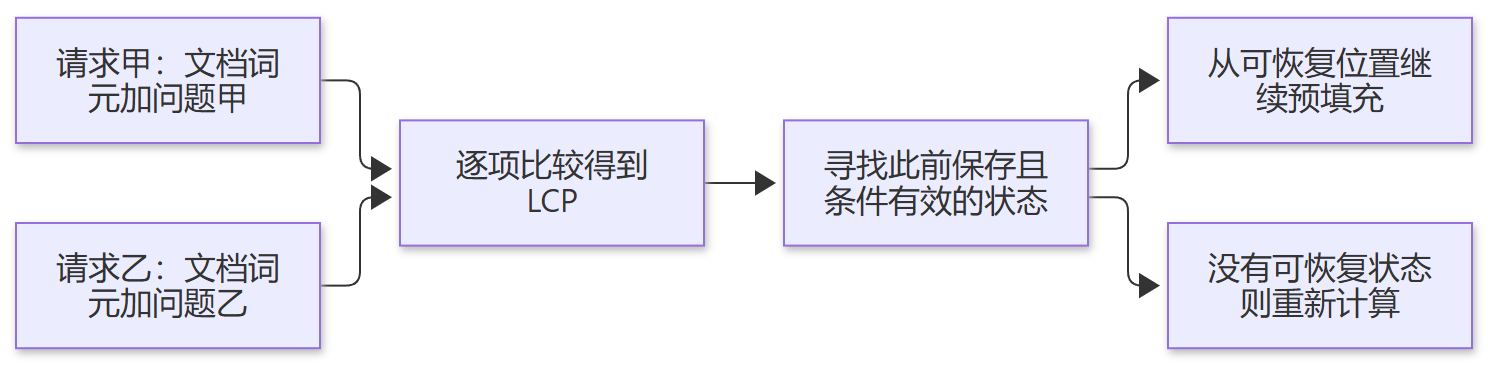 请求甲：文档词
元加问题甲
请求乙：文档词
元加问题乙
逐项比较得到
LCP
寻找此前保存且
条件有效的状态
从可恢复位置继
续预填充
没有可恢复状态
则重新计算